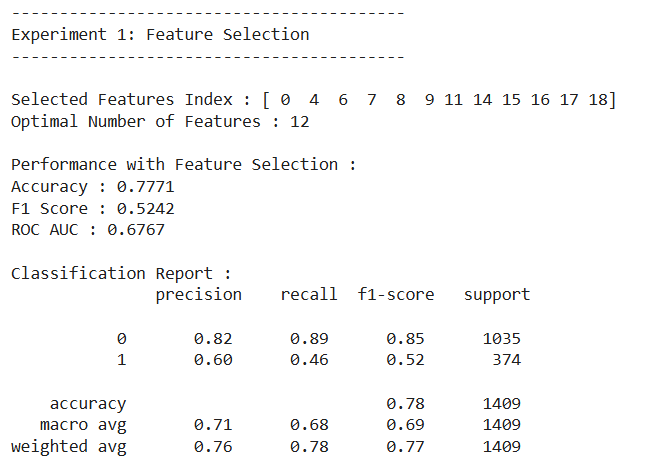 -----------------------------------------
Experiment 1: Feature Selection
-----------------------------------------
Selected Features Index : [ 0  4  6  7  8  9 11 14 15 16 17 18]
Optimal Number of Features : 12
Performance with Feature Selection :
Accuracy : 0.7771
F1 Score : 0.5242
ROC AUC : 0.6767
Classification Report :
               precision    recall  f1-score   support
           0       0.82      0.89      0.85      1035
           1       0.60      0.46      0.52       374
    accuracy                           0.78      1409
   macro avg       0.71      0.68      0.69      1409
weighted avg       0.76      0.78      0.77      1409